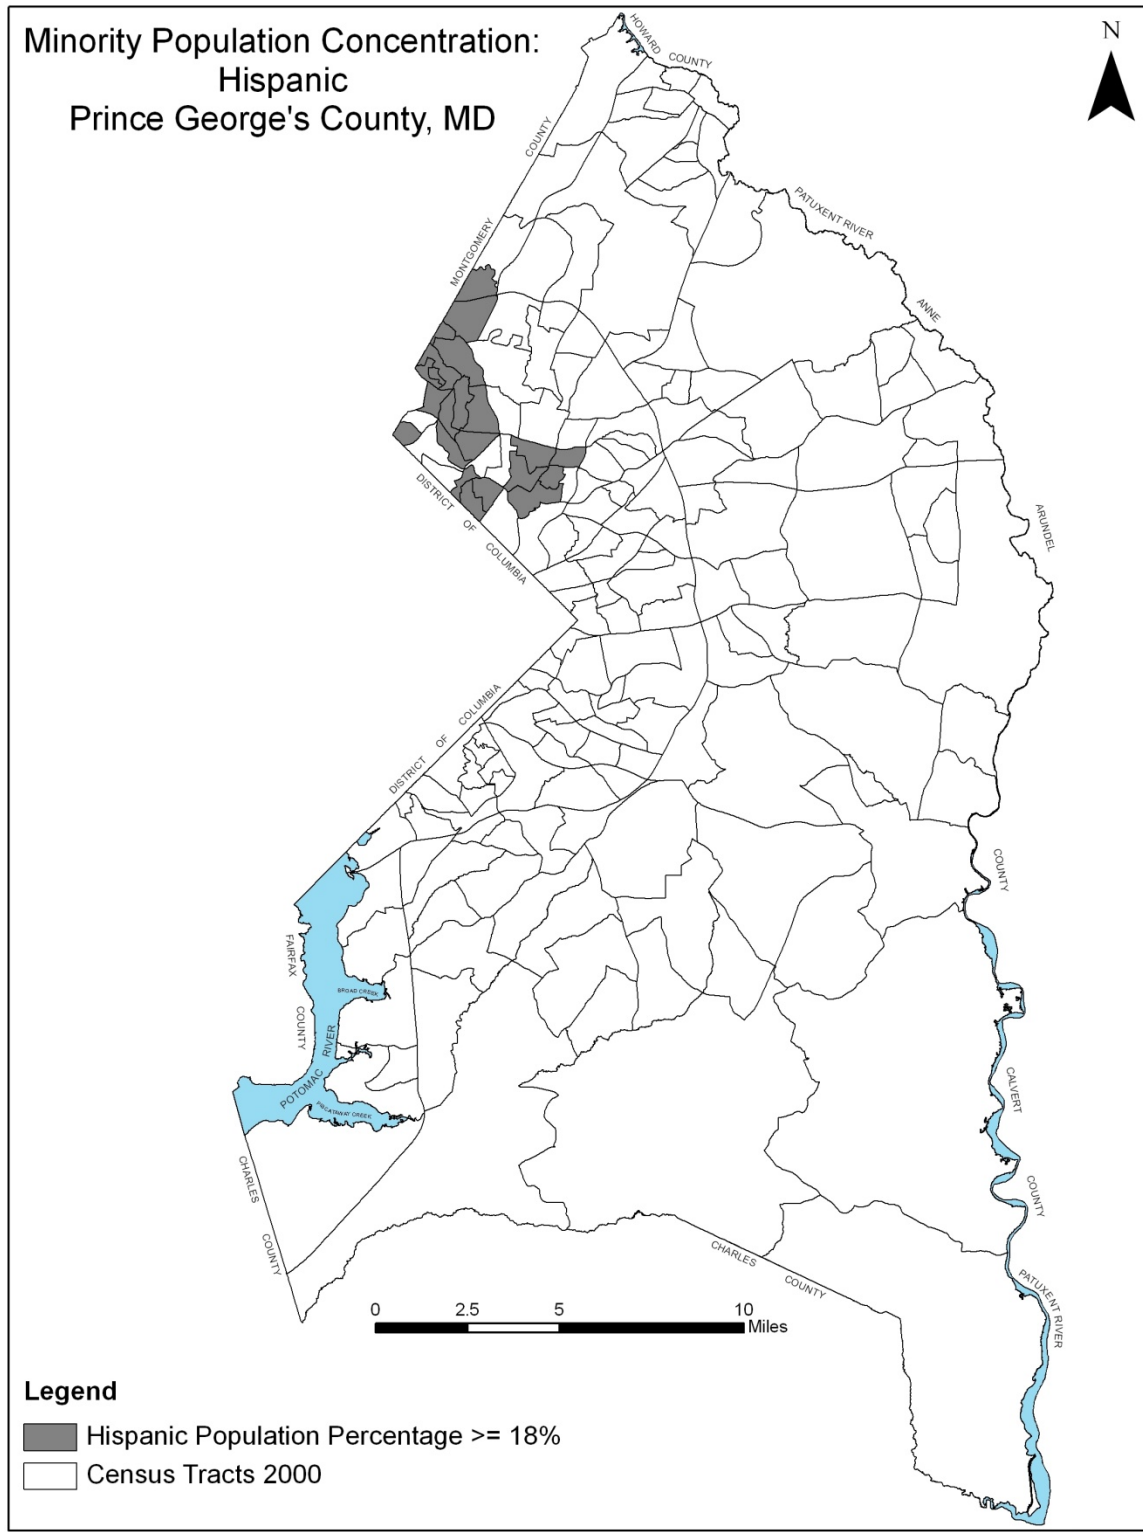 Minority Population Concentration:
Hispanic
Prince George's County, MD
N
HOWARD COUNTY
MONTGOMERY COUNTY
PATUXENT RIVER
ANNE ARUNDEL COUNTY
DISTRICT OF COLUMBIA
DISTRICT OF COLUMBIA
FAIRFAX COUNTY
BROAD CREEK
POTOMAC RIVER
PISCATAWAY CREEK
CALVERT COUNTY
CHARLES COUNTY
CHARLES COUNTY
PATUXENT RIVER
0 2.5 5 10
Miles
Legend
Hispanic Population Percentage >= 18%
Census Tracts 2000